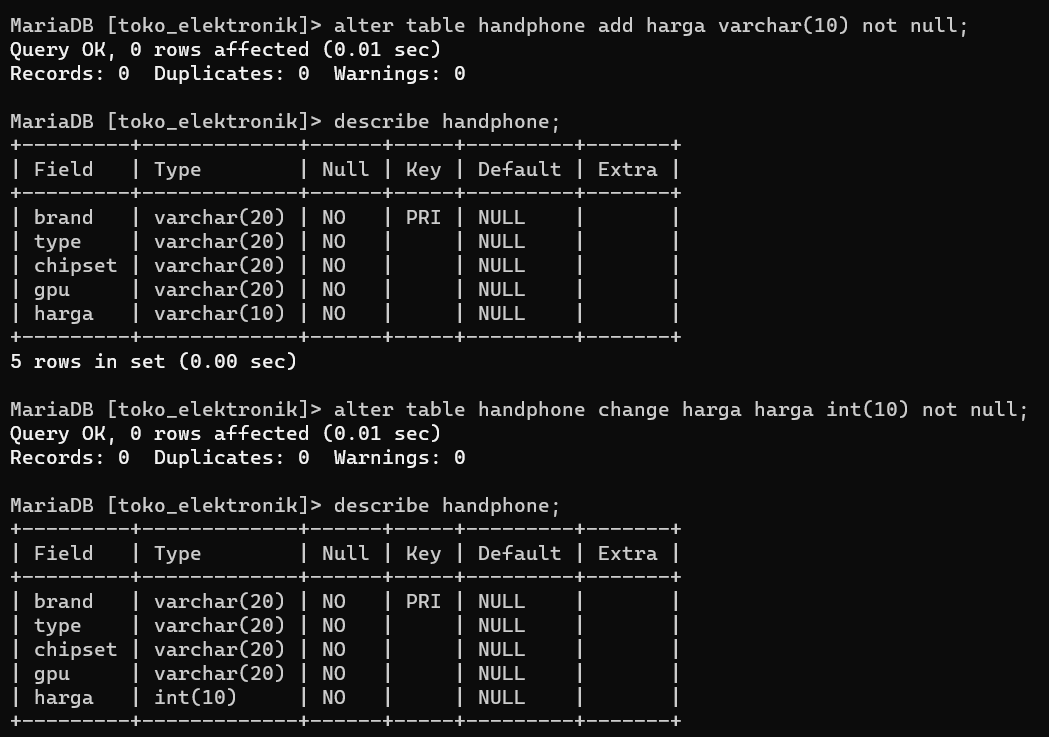 MariaDB [toko_elektronik]> alter table handphone add harga varchar(10) not null;
Query OK, 0 rows affected (0.01 sec)
Records: 0  Duplicates: 0  Warnings: 0

MariaDB [toko_elektronik]> describe handphone;
+---------+-------------+------+-----+---------+-------+
| Field   | Type        | Null | Key | Default | Extra |
+---------+-------------+------+-----+---------+-------+
| brand   | varchar(20) | NO   | PRI | NULL    |       |
| type    | varchar(20) | NO   |     | NULL    |       |
| chipset | varchar(20) | NO   |     | NULL    |       |
| gpu     | varchar(20) | NO   |     | NULL    |       |
| harga   | varchar(10) | NO   |     | NULL    |       |
+---------+-------------+------+-----+---------+-------+
5 rows in set (0.00 sec)

MariaDB [toko_elektronik]> alter table handphone change harga harga int(10) not null;
Query OK, 0 rows affected (0.01 sec)
Records: 0  Duplicates: 0  Warnings: 0

MariaDB [toko_elektronik]> describe handphone;
+---------+-------------+------+-----+---------+-------+
| Field   | Type        | Null | Key | Default | Extra |
+---------+-------------+------+-----+---------+-------+
| brand   | varchar(20) | NO   | PRI | NULL    |       |
| type    | varchar(20) | NO   |     | NULL    |       |
| chipset | varchar(20) | NO   |     | NULL    |       |
| gpu     | varchar(20) | NO   |     | NULL    |       |
| harga   | int(10)     | NO   |     | NULL    |       |
+---------+-------------+------+-----+---------+-------+